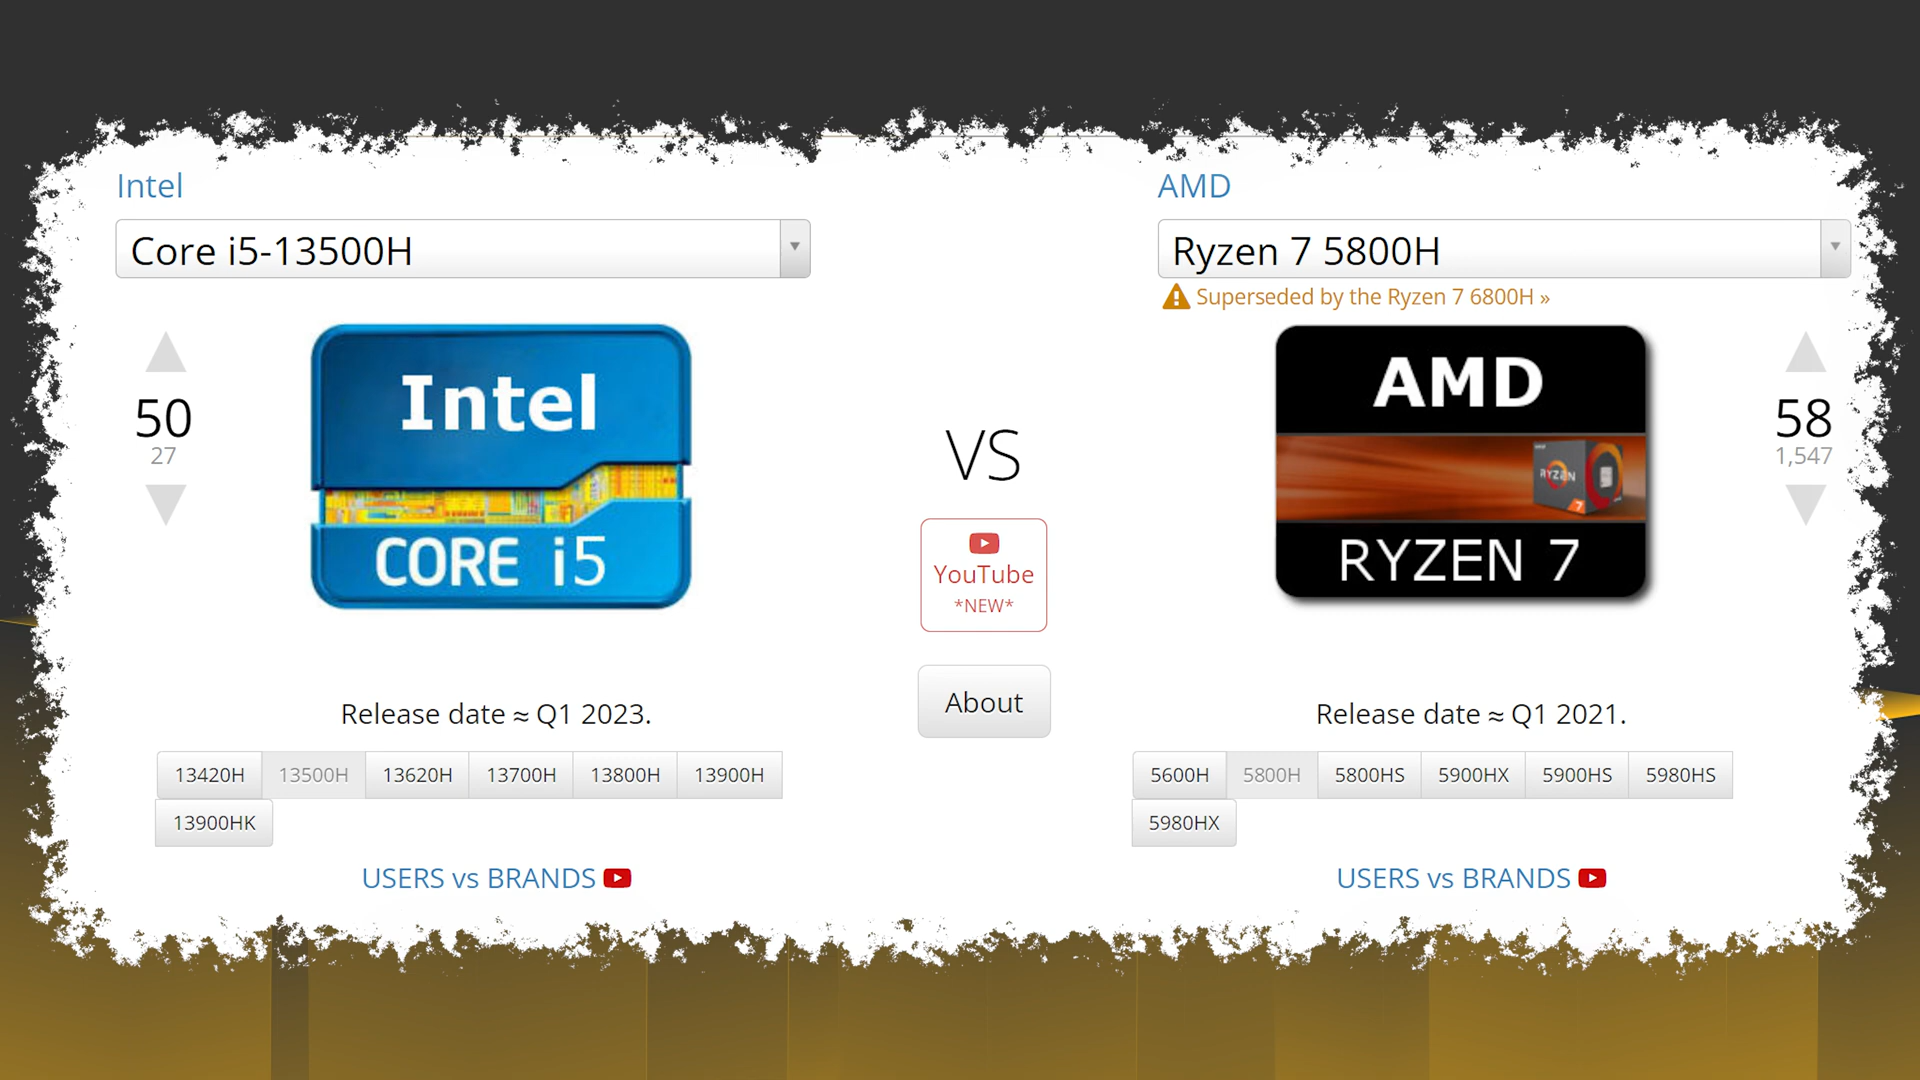 Intel
Core i5-13500H
50
27
Intel
CORE i5
Release date ≈ Q1 2023.
13420H 13500H 13620H 13700H 13800H 13900H
13900HK
USERS vs BRANDS
VS
YouTube
*NEW*
About
AMD
Ryzen 7 5800H
Superseded by the Ryzen 7 6800H »
58
1,547
AMD
RYZEN
7
RYZEN 7
Release date ≈ Q1 2021.
5600H 5800H 5800HS 5900HX 5900HS 5980HS
5980HX
USERS vs BRANDS